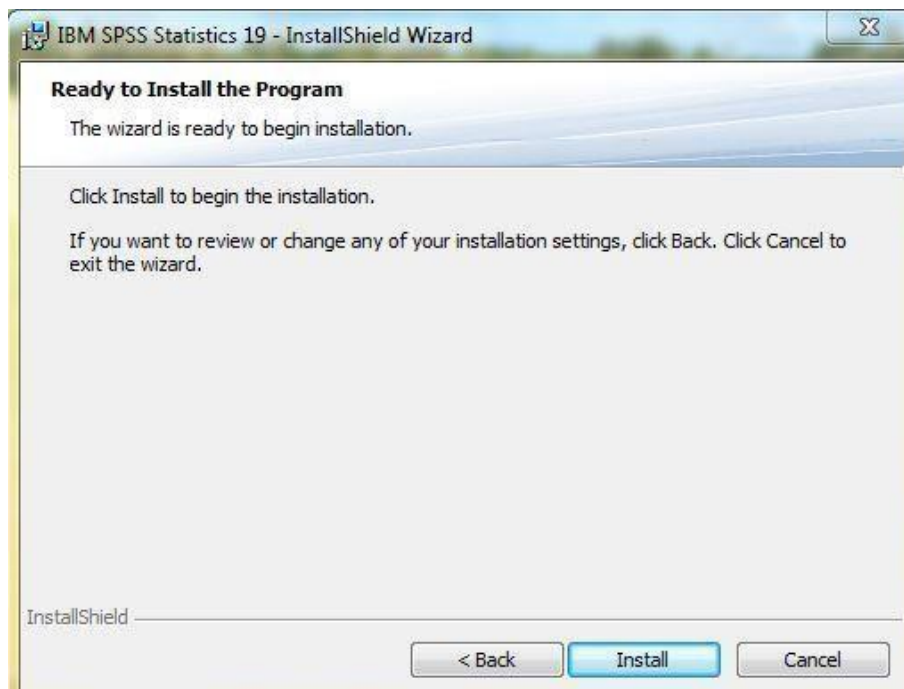 IBM SPSS Statistics 19 - InstallShield Wizard
Ready to Install the Program
The wizard is ready to begin installation.
Click Install to begin the installation.
If you want to review or change any of your installation settings, click Back. Click Cancel to
exit the wizard.
InstallShield
< Back Install Cancel